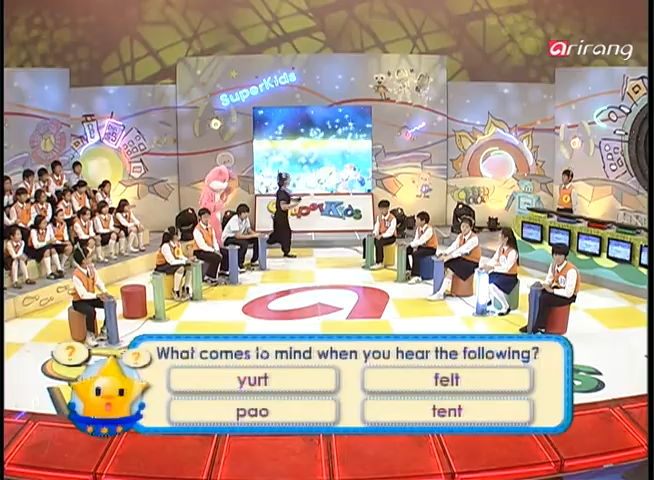 arirang
SuperKids
SuperKids
What comes to mind when you hear the following?
yurt
felt
pao
tent